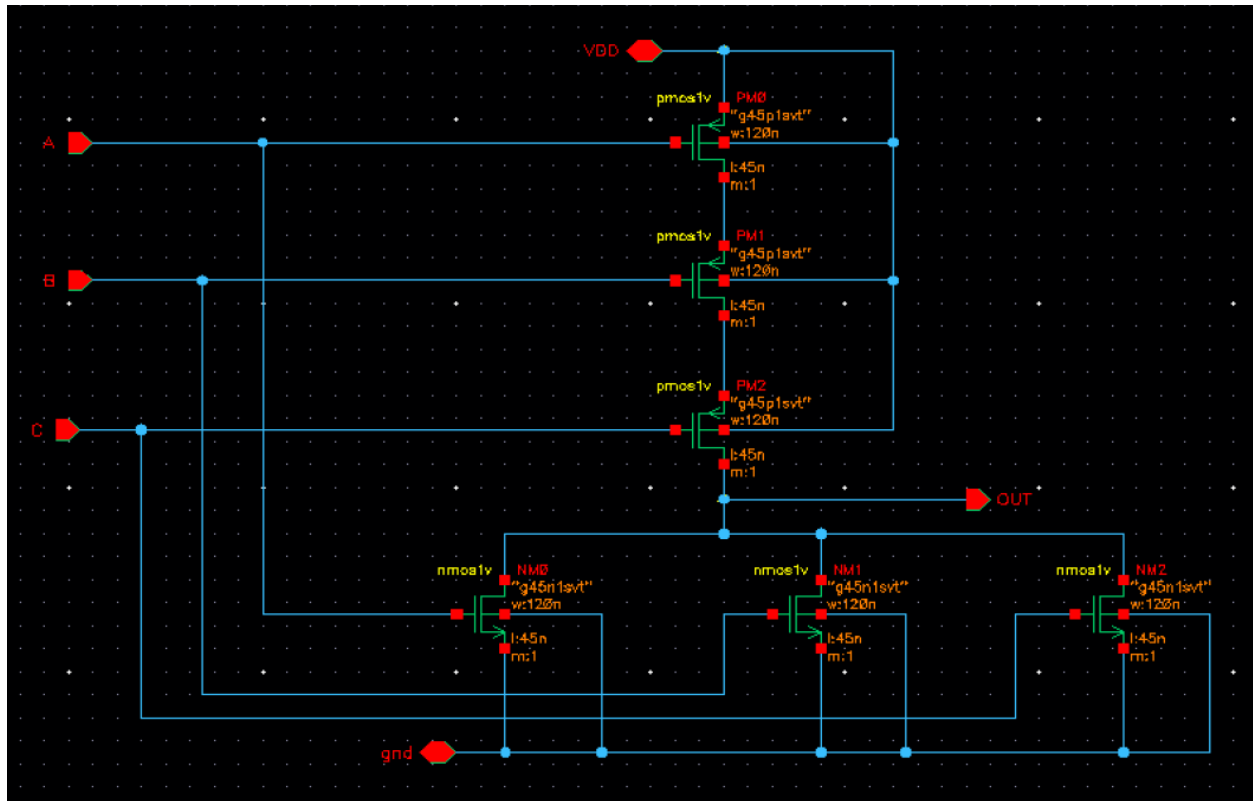 VDD
pmos1v PM0
"g45p1svt"
w:120n
A
l:45n
m:1
pmos1v PM1
"g45p1svt"
w:120n
B
l:45n
m:1
pmos1v PM2
"g45p1svt"
w:120n
C
l:45n
m:1
OUT
nmos1v NM0
"g45n1svt"
w:120n
l:45n
m:1
nmos1v NM1
"g45n1svt"
w:120n
l:45n
m:1
nmos1v NM2
"g45n1svt"
w:120n
l:45n
m:1
gnd